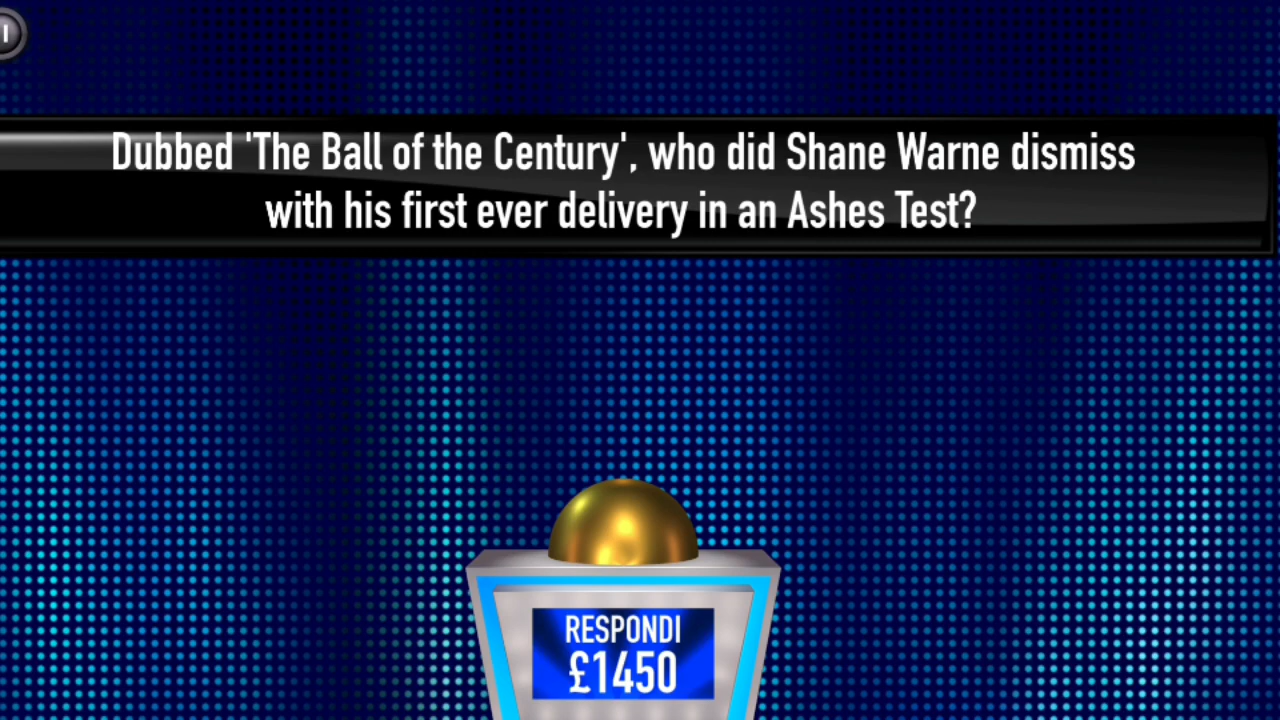 Dubbed 'The Ball of the Century', who did Shane Warne dismiss
with his first ever delivery in an Ashes Test?
RESPONDI
£1450